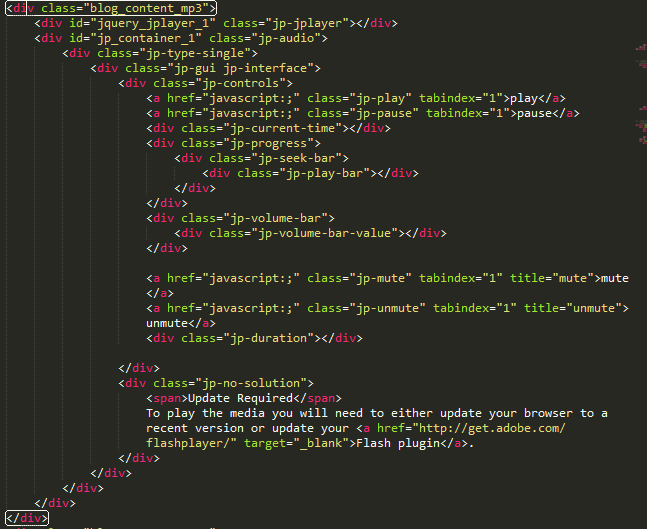 <div class="blog_content_mp3">
<div id="jquery_jplayer_1" class="jp-jplayer"></div>
<div id="jp_container_1" class="jp-audio">
<div class="jp-type-single">
<div class="jp-gui jp-interface">
<div class="jp-controls">
<a href="javascript:;" class="jp-play" tabindex="1">play</a>
<a href="javascript:;" class="jp-pause" tabindex="1">pause</a>
<div class="jp-current-time"></div>
<div class="jp-progress">
<div class="jp-seek-bar">
<div class="jp-play-bar"></div>
</div>
</div>
<div class="jp-volume-bar">
<div class="jp-volume-bar-value"></div>
</div>
<a href="javascript:;" class="jp-mute" tabindex="1" title="mute">mute
</a>
<a href="javascript:;" class="jp-unmute" tabindex="1" title="unmute">
unmute</a>
<div class="jp-duration"></div>
</div>
<div class="jp-no-solution">
<span>Update Required</span>
To play the media you will need to either update your browser to a
recent version or update your <a href="http://get.adobe.com/
flashplayer/" target="_blank">Flash plugin</a>.
</div>
</div>
</div>
</div>
</div>